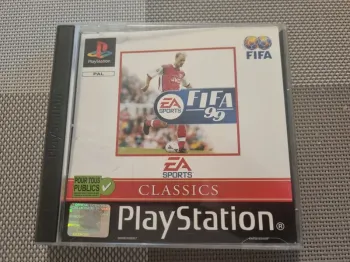 PlayStation
PAL
FIFA
EA
SPORTS
FIFA
99
EA
SPORTS
POUR TOUS
PUBLICS
CLASSICS
PlayStation®